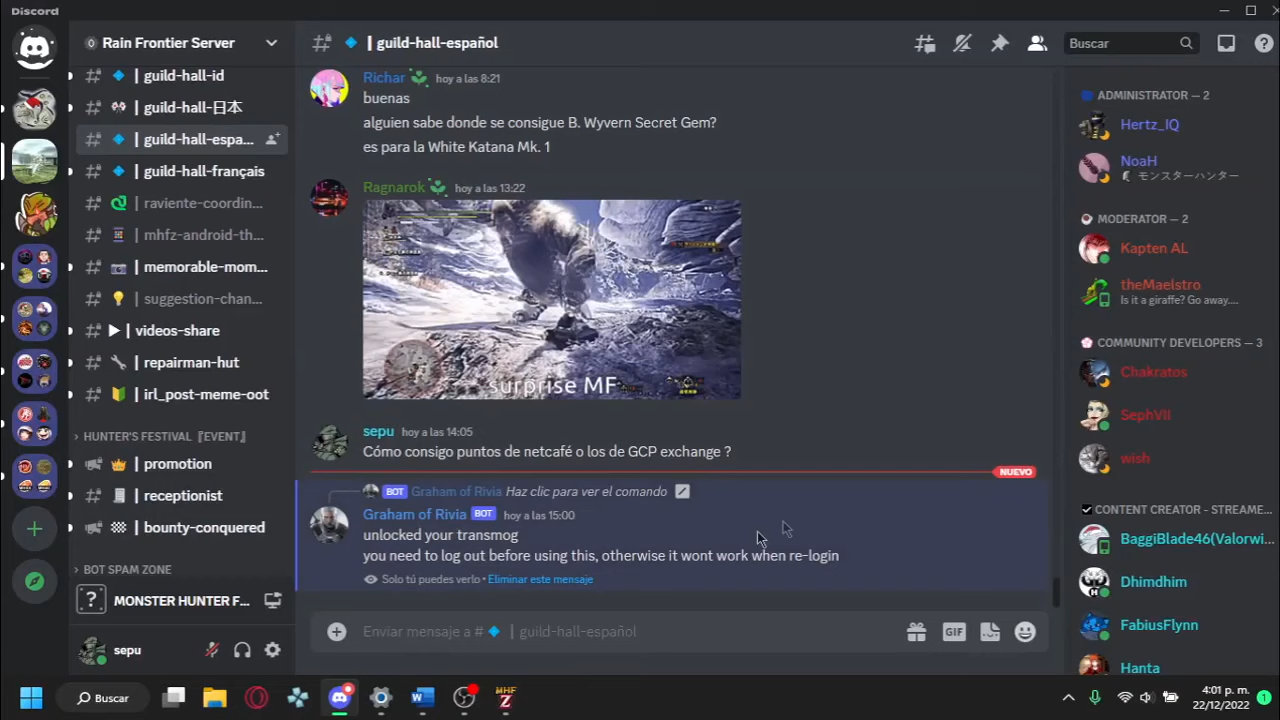 Discord
Rain Frontier Server
guild-hall-id
guild-hall-日本
guild-hall-espa...
guild-hall-français
raviente-coordin...
mhfz-android-th...
memorable-mom...
suggestion-chan...
videos-share
repairman-hut
irl_post-meme-oot
HUNTER'S FESTIVAL『EVENT』
promotion
receptionist
bounty-conquered
BOT SPAM ZONE
MONSTER HUNTER F...
sepu
| guild-hall-español
Buscar
Richar hoy a las 8:21
buenas
alguien sabe donde se consigue B. Wyvern Secret Gem?
es para la White Katana Mk. 1
Ragnarok hoy a las 13:22
surprise MF
sepu hoy a las 14:05
Cómo consigo puntos de netcafé o los de GCP exchange ?
NUEVO
BOT Graham of Rivia Haz clic para ver el comando
Graham of Rivia BOT hoy a las 15:00
unlocked your transmog
you need to log out before using this, otherwise it wont work when re-login
Solo tú puedes verlo • Eliminar este mensaje
Enviar mensaje a # | guild-hall-español
GIF
ADMINISTRATOR — 2
Hertz_IQ
NoaH
モンスターハンター
MODERATOR — 2
Kapten AL
theMaelstro
Is it a giraffe? Go away....
COMMUNITY DEVELOPERS — 3
Chakratos
SephVII
wish
CONTENT CREATOR - STREAME...
BaggiBlade46(Valorwi...
Dhimdhim
FabiusFlynn
Hanta
Buscar
MHF
Z
4:01 p. m.
22/12/2022
1